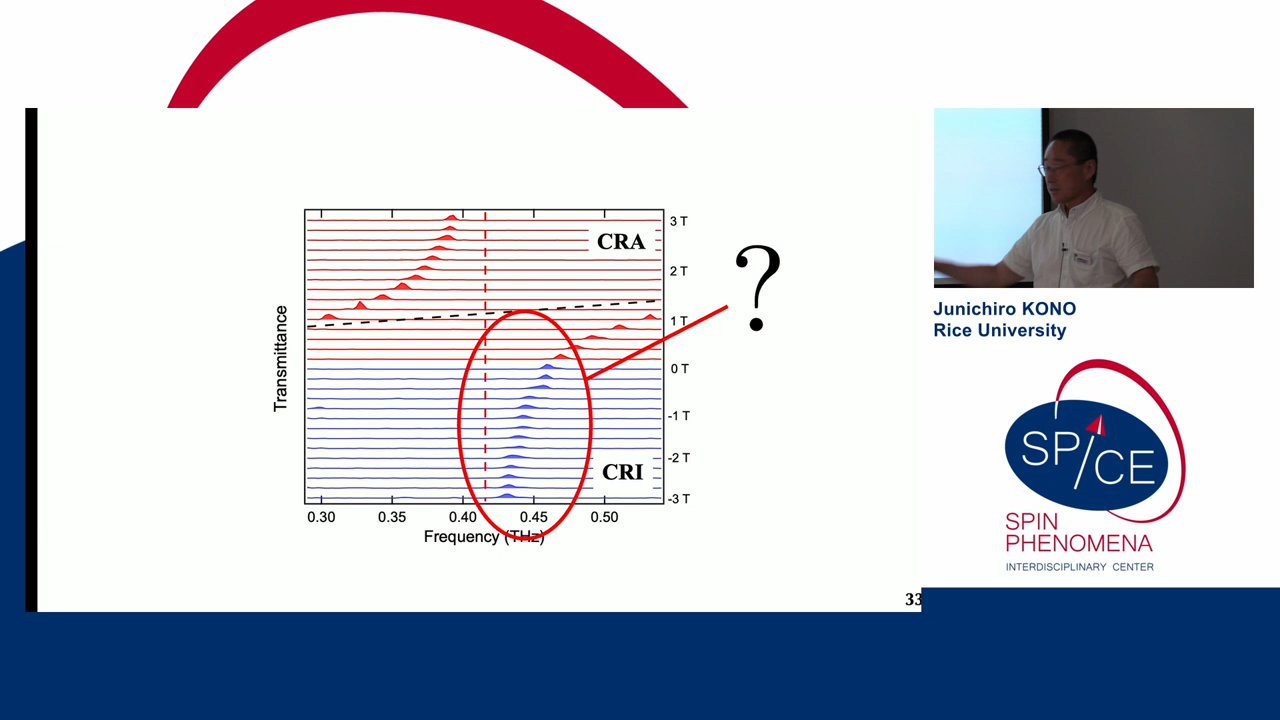 CRA
3 T
2 T
1 T
0 T
-1 T
-2 T
-3 T
CRI
Transmittance
0.30 0.35 0.40 0.45 0.50
Frequency (THz)
?
33
Junichiro KONO
Rice University
SP/CE
SPIN
PHENOMENA
INTERDISCIPLINARY CENTER